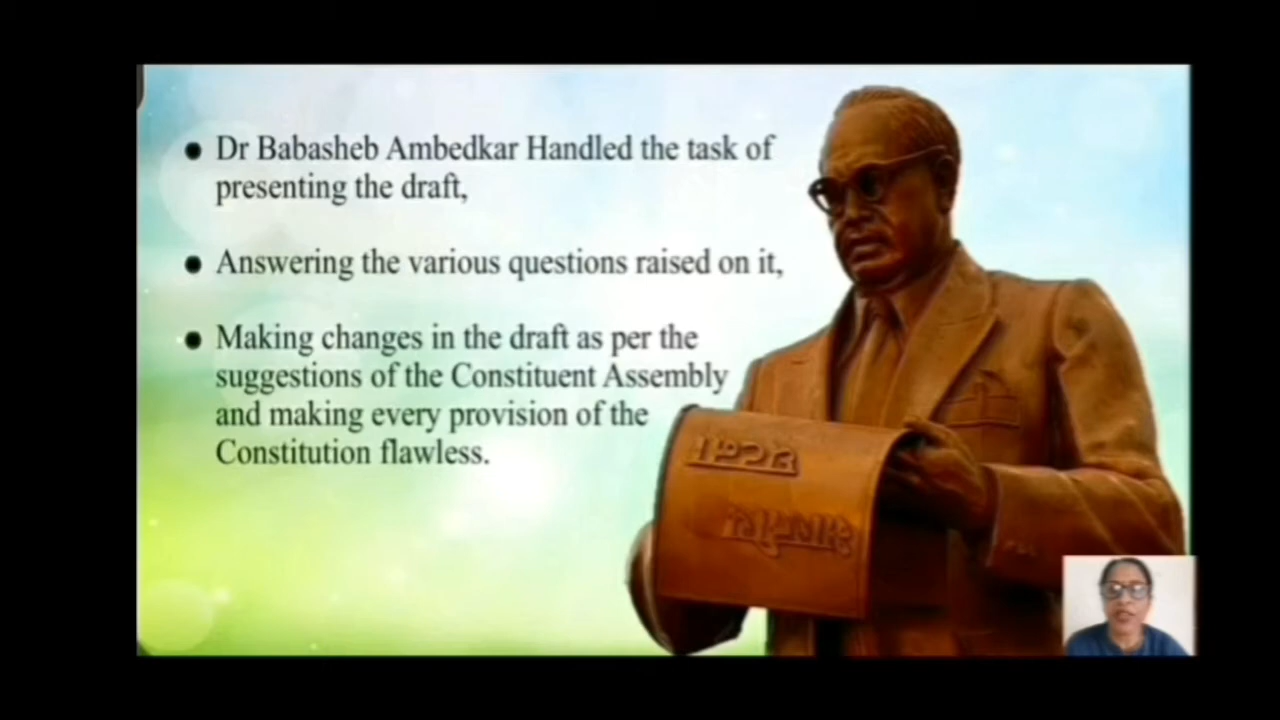 Dr Babasheb Ambedkar Handled the task of
presenting the draft,
Answering the various questions raised on it,
Making changes in the draft as per the
suggestions of the Constituent Assembly
and making every provision of the
Constitution flawless.